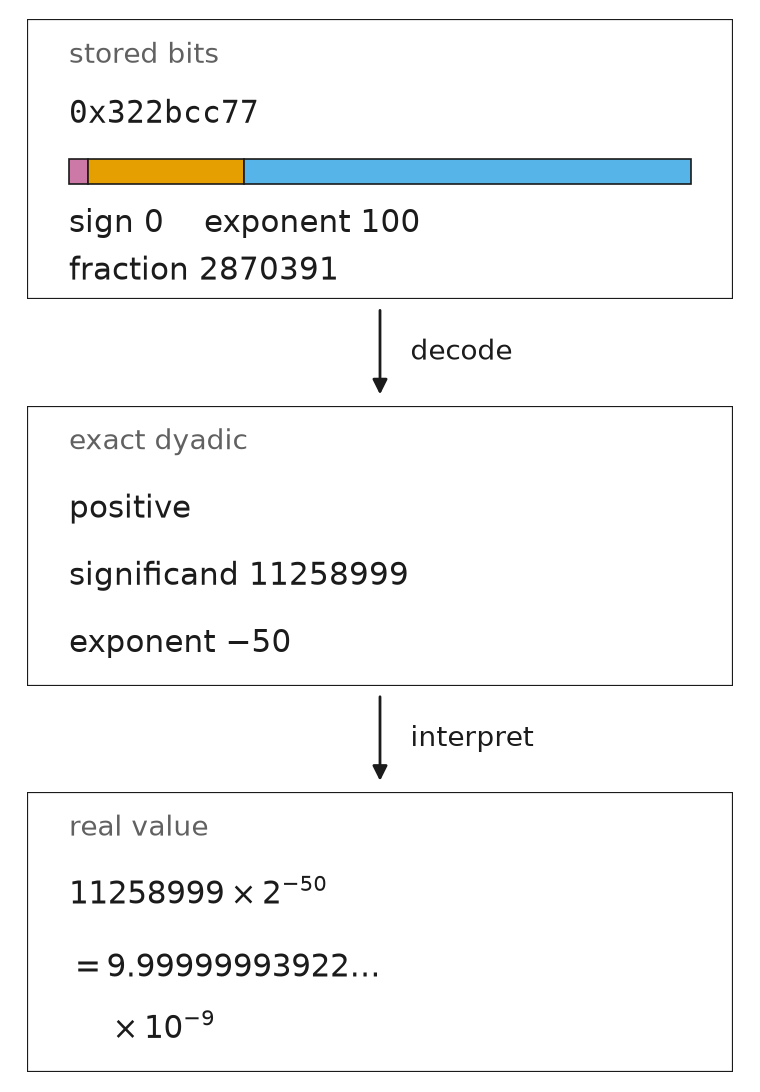 stored bits
0x322bcc77
sign 0 exponent 100
fraction 2870391
decode
exact dyadic
positive
significand 11258999
exponent −50
interpret
real value
11258999 × 2⁻⁵⁰
= 9.99999993922...
× 10⁻⁹